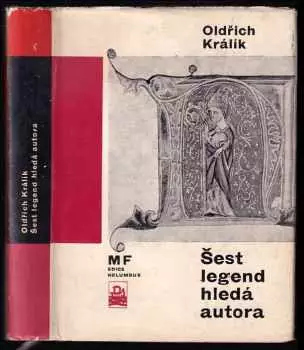 Oldřich
Králík
MF
EDICE
KOLUMBUS
Šest
legend
hledá
autora
Oldřich Králík
Šest legend hledá autora